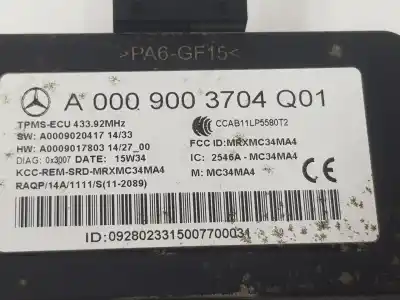 >PA6-GF15<
A 000 900 3704 Q01
TPMS-ECU 433.92MHz
CCAB11LP5580T2
SW: A0009020417 14/33
FCC ID:MRXMC34MA4
HW: A0009017803 14/27_00
IC: 2546A-MC34MA4
DIAG: 0x3007 DATE: 15W34
M: MC34MA4
KCC-REM-SRD-MRXMC34MA4
RAQP/14A/1111/S(11-2089)
ID:0928023315007700031